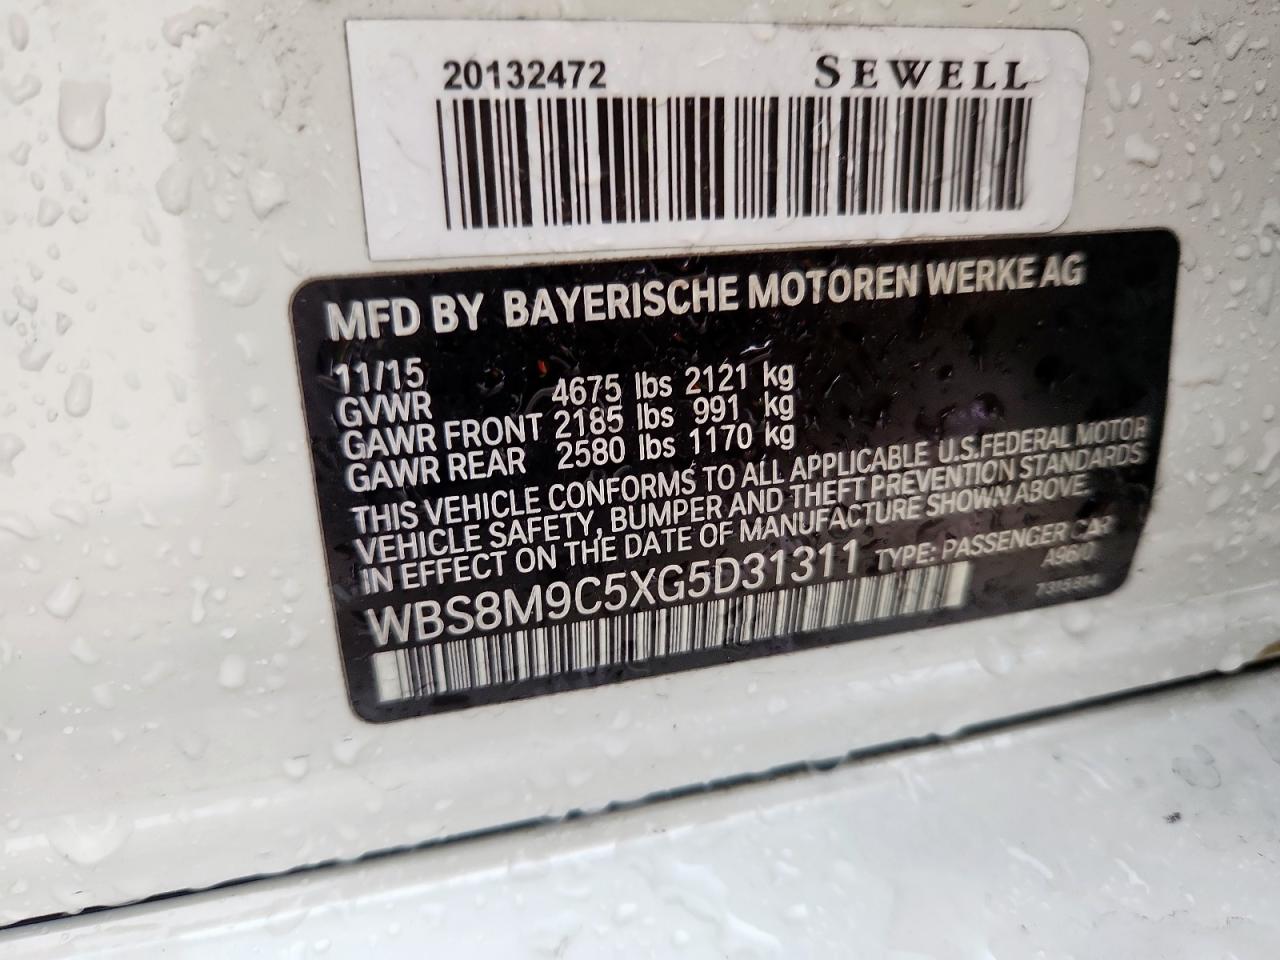 20132472 SEWELL
MFD BY BAYERISCHE MOTOREN WERKE AG
11/15
GVWR 4675 lbs 2121 kg
GAWR FRONT 2185 lbs 991 kg
GAWR REAR 2580 lbs 1170 kg
THIS VEHICLE CONFORMS TO ALL APPLICABLE U.S.FEDERAL MOTOR
VEHICLE SAFETY, BUMPER AND THEFT PREVENTION STANDARDS
IN EFFECT ON THE DATE OF MANUFACTURE SHOWN ABOVE.
WBS8M9C5XG5D31311 TYPE: PASSENGER CAR
A96/0